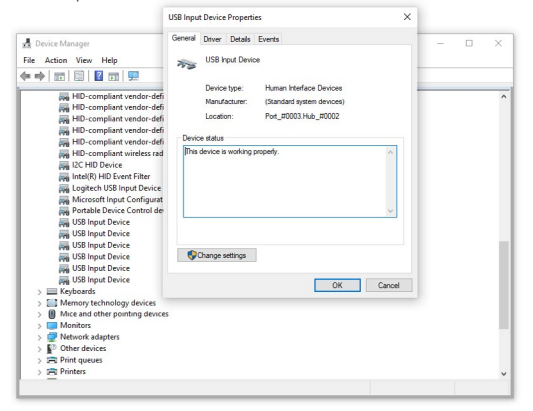 USB Input Device Properties
General Driver Details Events
USB Input Device
Device type: Human Interface Devices
Manufacturer: (Standard system devices)
Location: Port_#0003.Hub_#0002
Device status
This device is working properly.
Change settings
OK Cancel
Device Manager
File Action View Help
HID-compliant vendor-defi
HID-compliant vendor-defi
HID-compliant vendor-defi
HID-compliant vendor-defi
HID-compliant vendor-defi
HID-compliant wireless rad
I2C HID Device
Intel(R) HID Event Filter
Logitech USB Input Device
Microsoft Input Configurat
Portable Device Control de
USB Input Device
USB Input Device
USB Input Device
USB Input Device
USB Input Device
USB Input Device
Keyboards
Memory technology devices
Mice and other pointing devices
Monitors
Network adapters
Other devices
Print queues
Printers